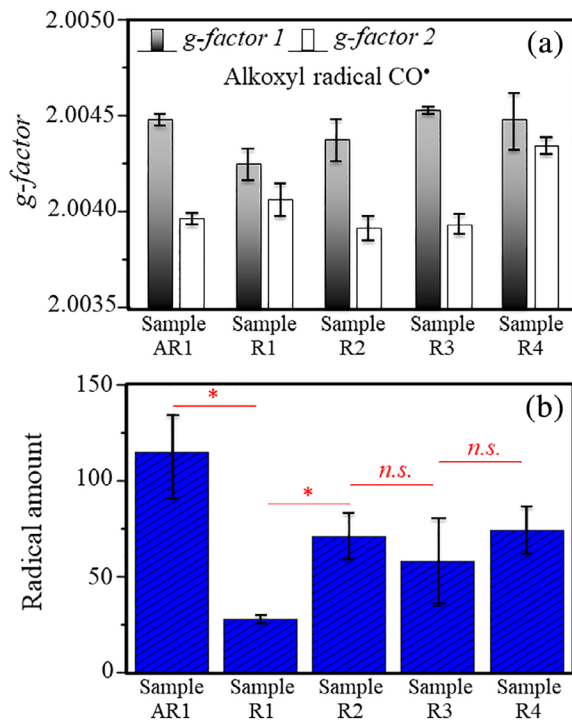 2.0050
g-factor 1 g-factor 2 (a)
Alkoxyl radical CO•
2.0045
g-factor
2.0040
2.0035
Sample Sample Sample Sample Sample
AR1 R1 R2 R3 R4
150
* (b)
n.s.
n.s.
100
*
Radical amount
50
0
Sample Sample Sample Sample Sample
AR1 R1 R2 R3 R4